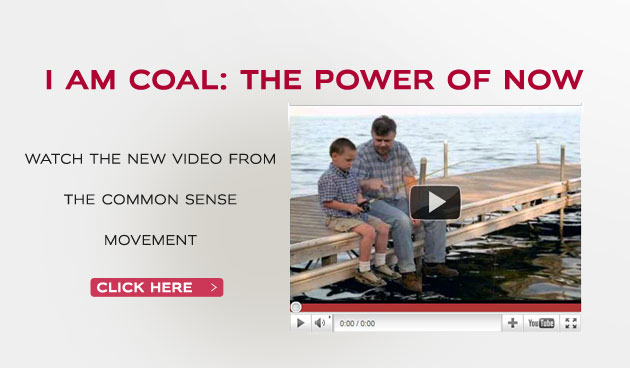 I AM COAL: THE POWER OF NOW
WATCH THE NEW VIDEO FROM
THE COMMON SENSE
MOVEMENT
CLICK HERE >
0:00 / 0:00
YouTube